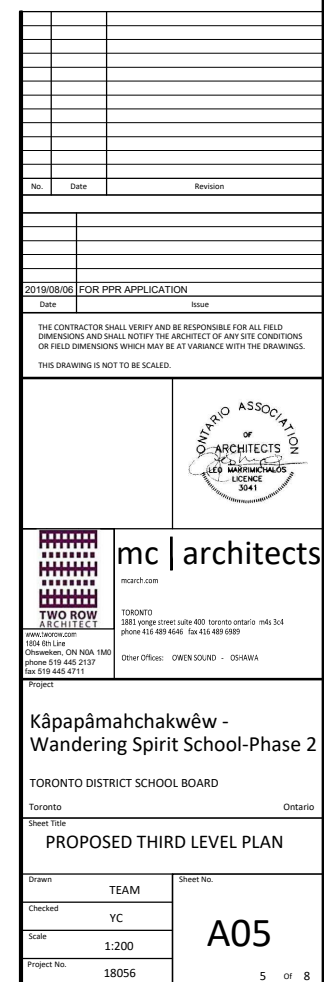 No. Date Revision
2019/08/06 FOR PPR APPLICATION
Date Issue
THE CONTRACTOR SHALL VERIFY AND BE RESPONSIBLE FOR ALL FIELD
DIMENSIONS AND SHALL NOTIFY THE ARCHITECT OF ANY SITE CONDITIONS
OR FIELD DIMENSIONS WHICH MAY BE AT VARIANCE WITH THE DRAWINGS.
THIS DRAWING IS NOT TO BE SCALED.
ONTARIO ASSOCIATION
OF
ARCHITECTS
LEO MAKRIMICHALOS
LICENCE
3041
TWO ROW
ARCHITECT
www.tworow.com
1804 6th Line
Ohsweken, ON N0A 1M0
phone 519 445 2137
fax 519 445 4711
mc | architects
mcarch.com
TORONTO
1881 yonge street suite 400 toronto ontario m4s 3c4
phone 416 489 4646 fax 416 489 6989
Other Offices: OWEN SOUND - OSHAWA
Project
Kâpapâmahchakwêw -
Wandering Spirit School-Phase 2
TORONTO DISTRICT SCHOOL BOARD
Toronto Ontario
Sheet Title
PROPOSED THIRD LEVEL PLAN
Drawn
TEAM
Checked
YC
Scale
1:200
Project No.
18056
Sheet No.
A05
5 Of 8